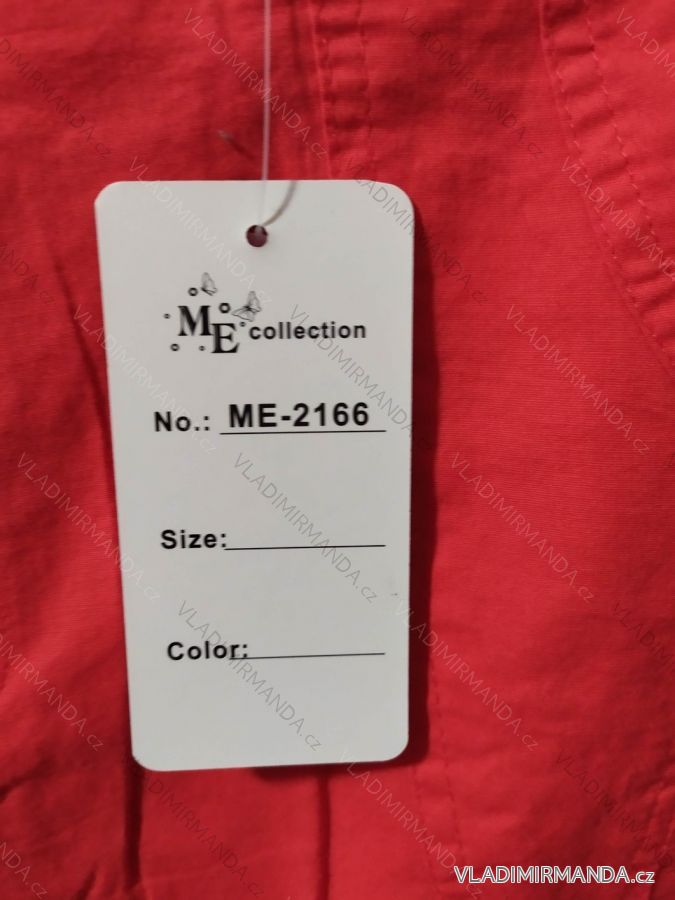 ME collection
No.: ME-2166
Size:
Color:
VLADIMIRMANDA.cz